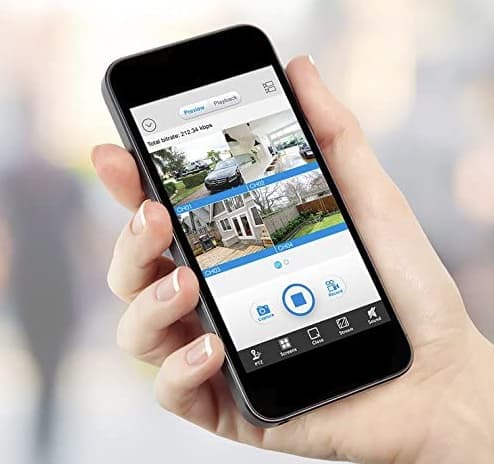 Preview Playback
Total bitrate: 212.34 kbps
CH01 CH02
CH03 CH04
Capture Record
PTZ Screens Close Stream Sound